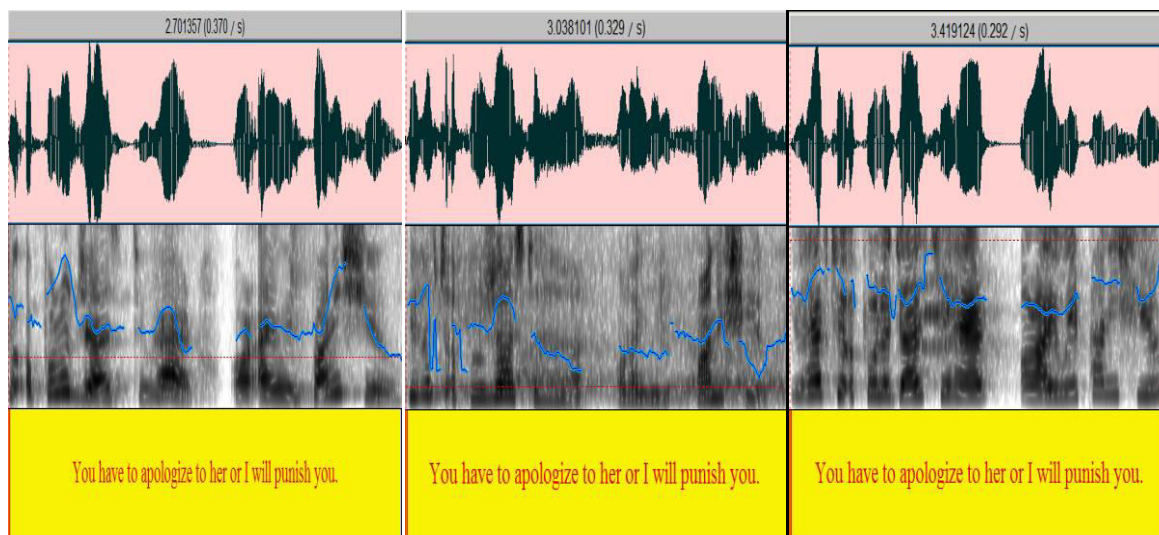 2.701357 (0.370 / s)
3.038101 (0.329 / s)
3.419124 (0.292 / s)
You have to apologize to her or I will punish you.
You have to apologize to her or I will punish you.
You have to apologize to her or I will punish you.